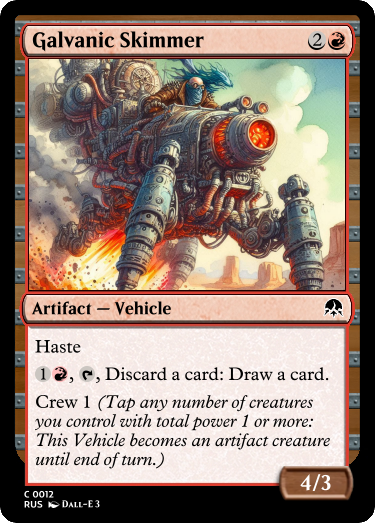 Galvanic Skimmer 2
Artifact — Vehicle
Haste
1, , Discard a card: Draw a card.
Crew 1 (Tap any number of creatures
you control with total power 1 or more:
This Vehicle becomes an artifact creature
until end of turn.)
4/3
C 0012
RUS DALL-E 3